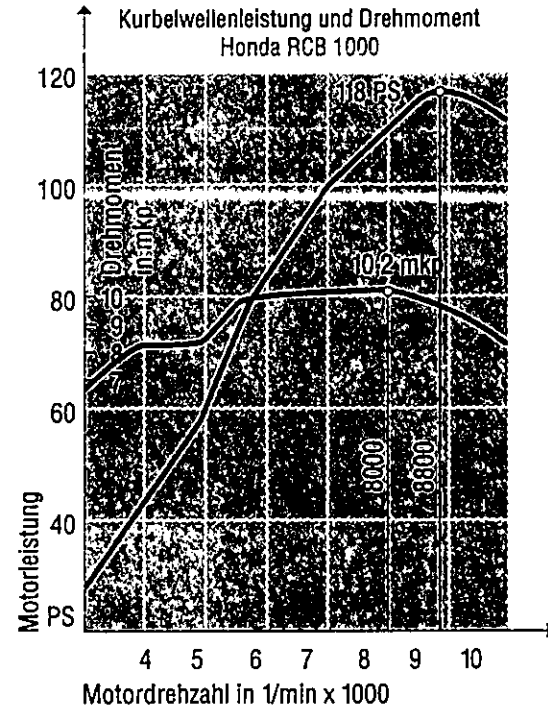 Kurbelwellenleistung und Drehmoment
Honda RCB 1000
120
118 PS
Drehmoment
in mkp
100
10,2 mkp
10
9
8
7
80
60
8000
8800
40
Motorleistung
PS
4 5 6 7 8 9 10
Motordrehzahl in 1/min x 1000